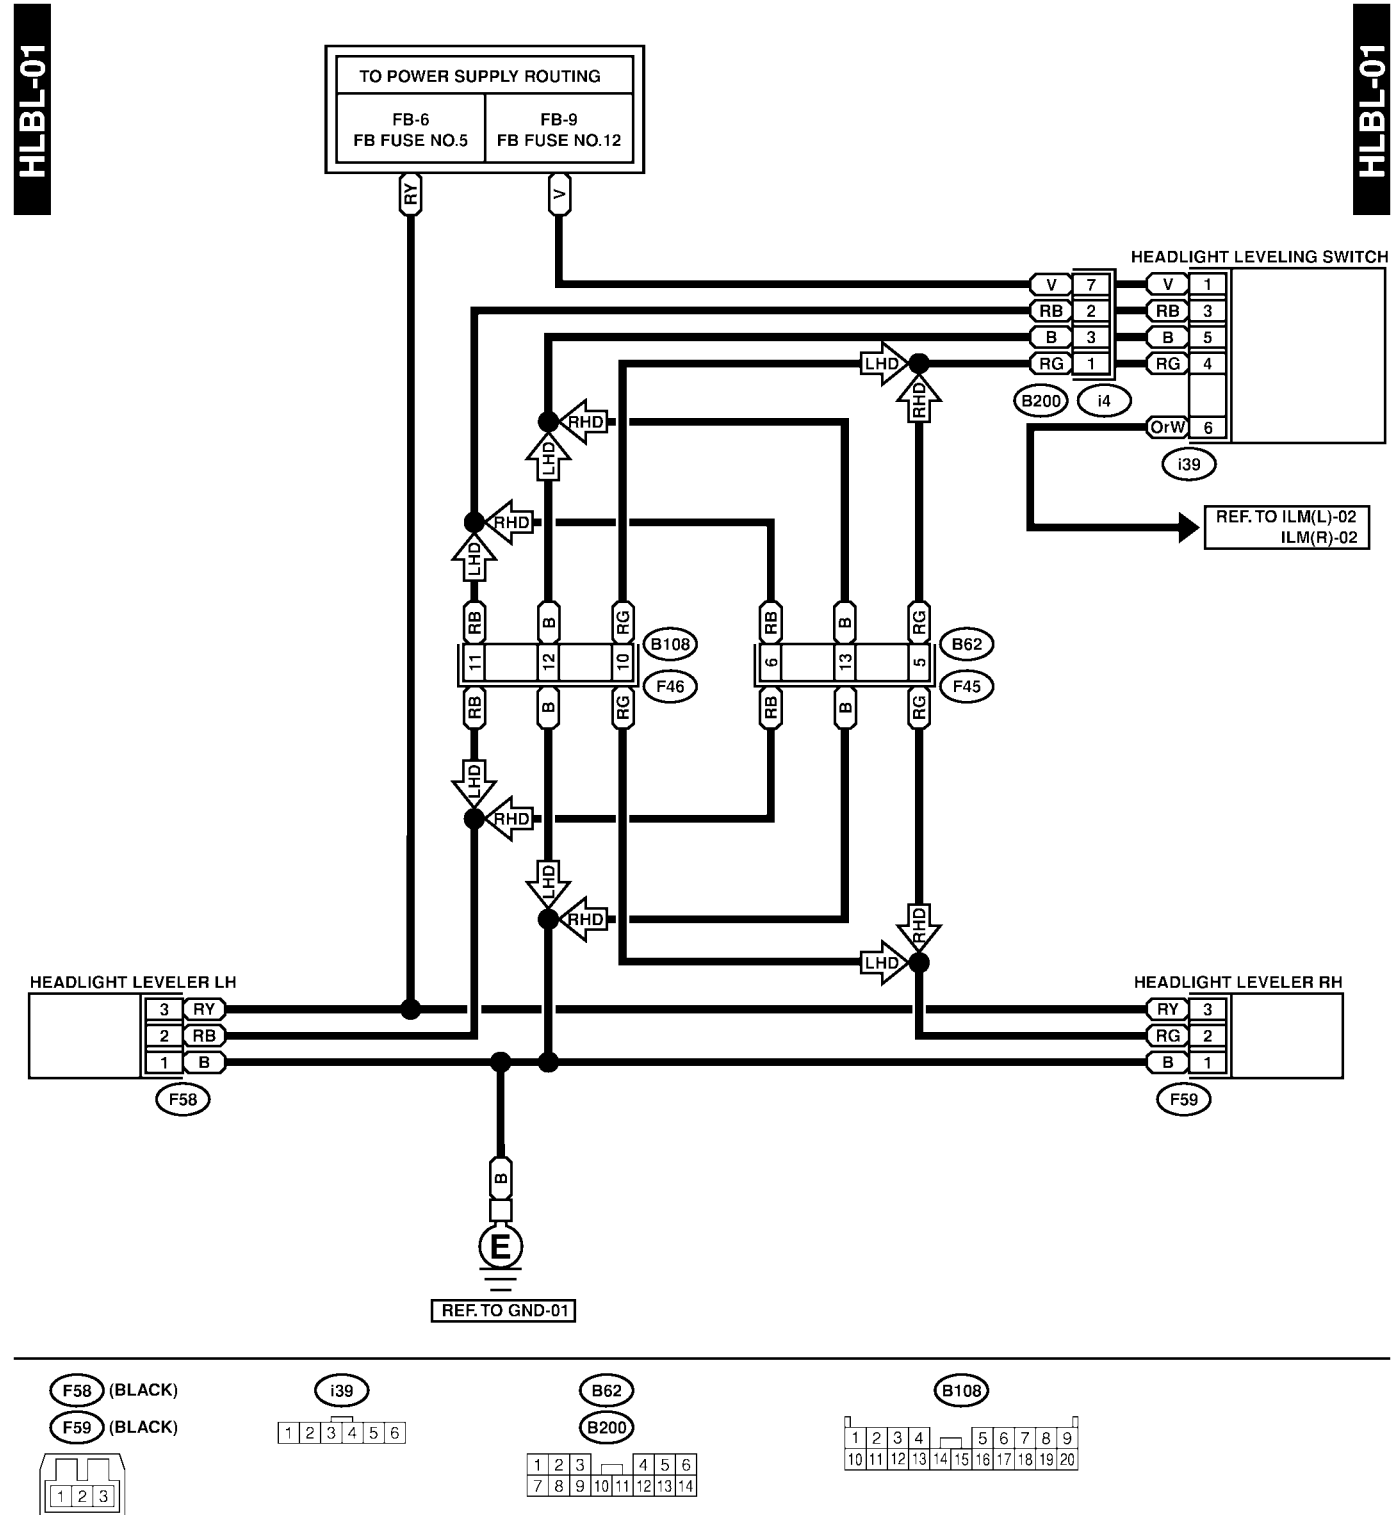 HLBL-01
HLBL-01
TO POWER SUPPLY ROUTING
FB-6
FB FUSE NO.5
FB-9
FB FUSE NO.12
RY
V
HEADLIGHT LEVELING SWITCH
V 7 V 1
RB 2 RB 3
B 3 B 5
LHD RG 1 RG 4
B200 i4
RHD
RHD
OrW 6
LHD
i39
RHD
REF. TO ILM(L)-02
ILM(R)-02
LHD
RB B RG RB B RG
B108 B62
11 12 10 6 13 5
F46 F45
RB B RG RB B RG
LHD
RHD
LHD
RHD
RHD
LHD
HEADLIGHT LEVELER LH
HEADLIGHT LEVELER RH
3 RY RY 3
2 RB RG 2
1 B B 1
F58 F59
B
E
REF. TO GND-01
F58 (BLACK)
F59 (BLACK)
1 2 3
i39
1 2 3 4 5 6
B62
B200
1 2 3 4 5 6
7 8 9 10 11 12 13 14
B108
1 2 3 4 5 6 7 8 9
10 11 12 13 14 15 16 17 18 19 20